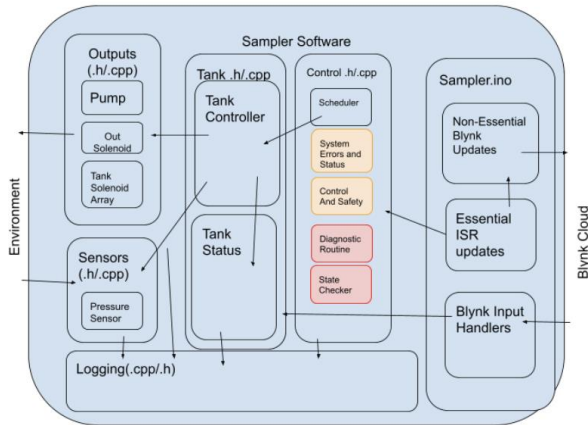 Sampler Software
Outputs
(.h/.cpp)
Pump
Out
Solenoid
Tank
Solenoid
Array
Sensors
(.h/.cpp)
Pressure
Sensor
Tank .h/.cpp)
Tank
Controller
Tank
Status
Control .h/.cpp)
Scheduler
System
Errors and
Status
Control
And Safety
Diagnostic
Routine
State
Checker
Sampler.ino
Non-Essential
Blynk
Updates
Essential
ISR
updates
Blynk Input
Handlers
Logging(.cpp/.h)
Environment
Blynk Cloud